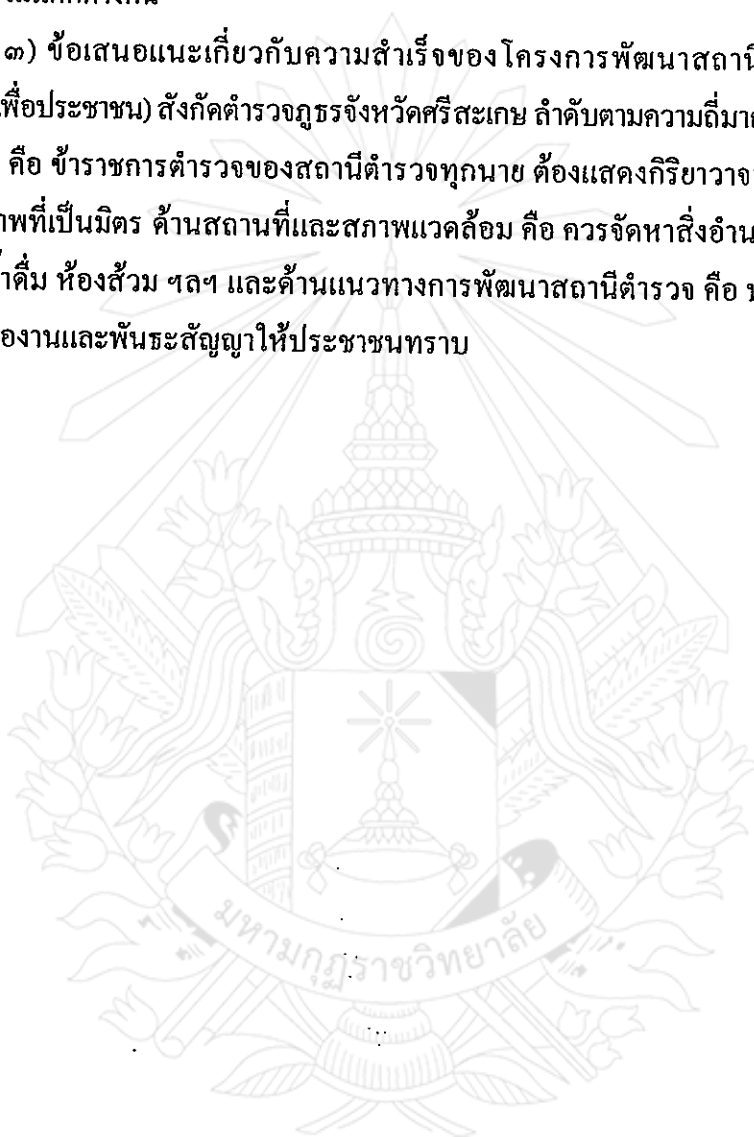 ๓) ข้อเสนอแนะเกี่ยวกับความสำเร็จของโครงการพัฒนาสถานี
เพื่อประชาชน) สังกัดตำรวจภูธรจังหวัดศรีสะเกษ ลำดับตามความถี่มาก
คือ ข้าราชการตำรวจของสถานีตำรวจทุกนาย ต้องแสดงกิริยาวาจา
าพที่เป็นมิตร ด้านสถานที่และสภาพแวดล้อม คือ ควรจัดหาสิ่งอำน
้ำดื่ม ห้องส้วม ฯลฯ และด้านแนวทางการพัฒนาสถานีตำรวจ คือ
องานและพันธะสัญญาให้ประชาชนทราบ
มหามกุฏราชวิทยาลัย